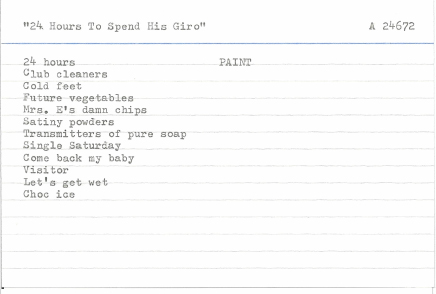 "24 Hours To Spend His Giro" A 24672
24 hours PAINT
Club cleaners
Cold feet
Future vegetables
Mrs. E's damn chips
Satiny powders
Transmitters of pure soap
Single Saturday
Come back my baby
Visitor
Let's get wet
Choc ice